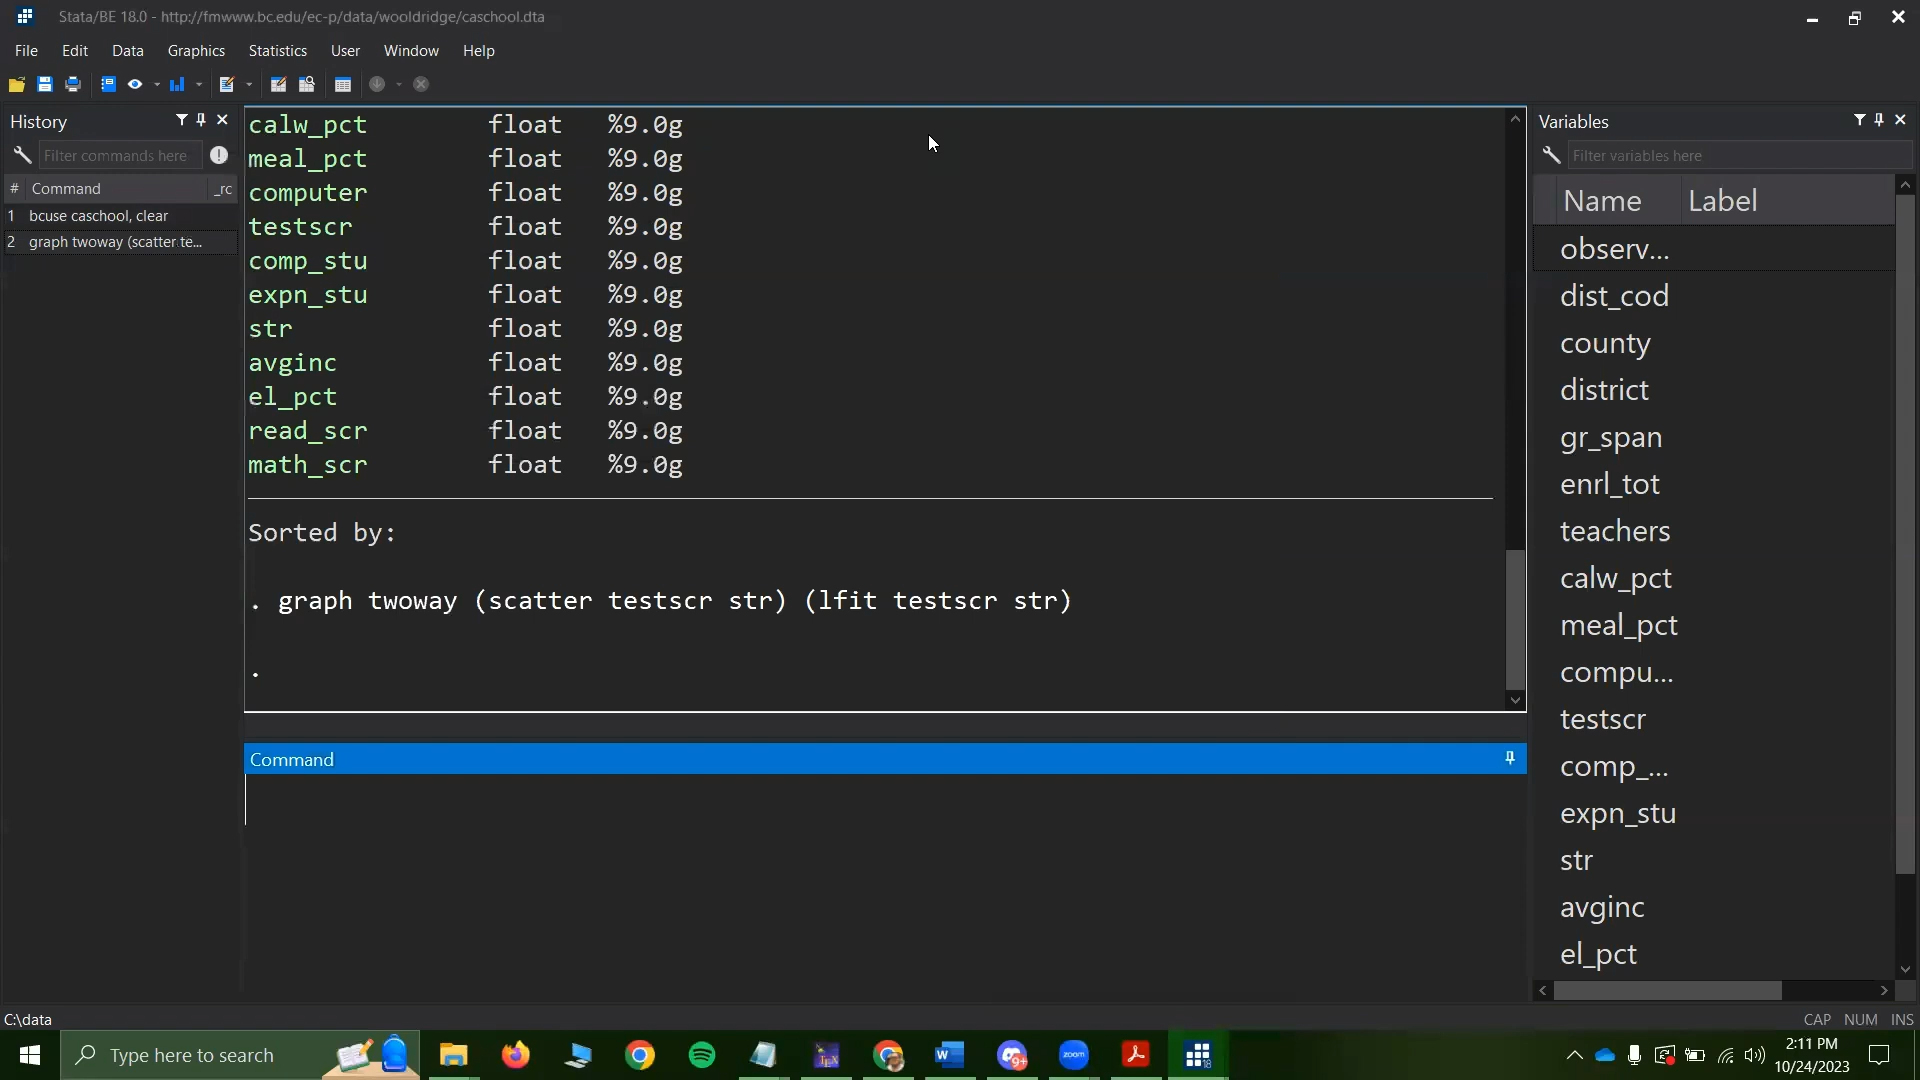 Stata/BE 18.0 - http://fmwww.bc.edu/ec-p/data/wooldridge/caschool.dta
File Edit Data Graphics Statistics User Window Help
History
Filter commands here
# Command _rc
1 bcuse caschool, clear
2 graph twoway (scatter te...
calw_pct float %9.0g
meal_pct float %9.0g
computer float %9.0g
testscr float %9.0g
comp_stu float %9.0g
expn_stu float %9.0g
str float %9.0g
avginc float %9.0g
el_pct float %9.0g
read_scr float %9.0g
math_scr float %9.0g
Sorted by:
. graph twoway (scatter testscr str) (lfit testscr str)
.
Command
Variables
Filter variables here
Name Label
observ...
dist_cod
county
district
gr_span
enrl_tot
teachers
calw_pct
meal_pct
compu...
testscr
comp_...
expn_stu
str
avginc
el_pct
C:\data
CAP NUM INS
Type here to search
TEX
W
9+
zoom
18
2:11 PM
10/24/2023